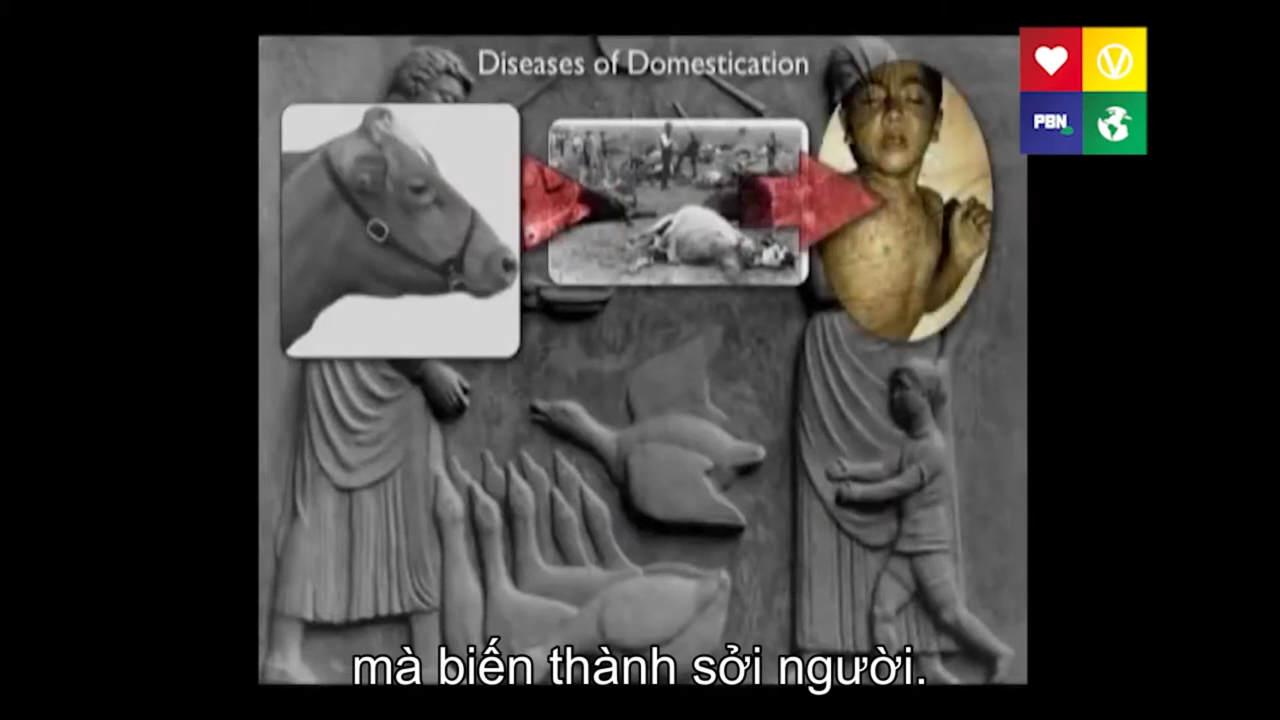 Diseases of Domestication
PBN
mà biến thành sởi người.